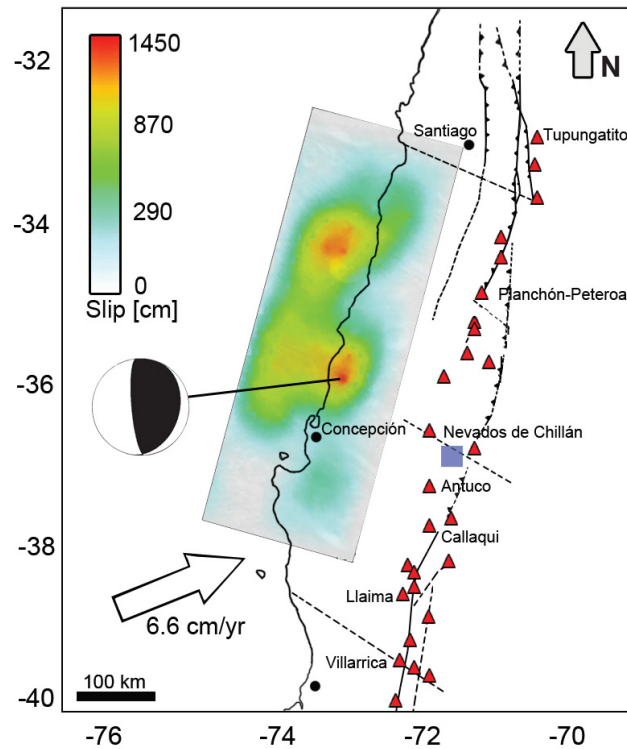 -32
-34
-36
-38
-40
1450
870
290
0
Slip [cm]
N
Santiago
Tupungatito
Planchón-Peteroa
Nevados de Chillán
Concepción
Antuco
Callaqui
Llaima
6.6 cm/yr
Villarrica
100 km
-76
-74
-72
-70